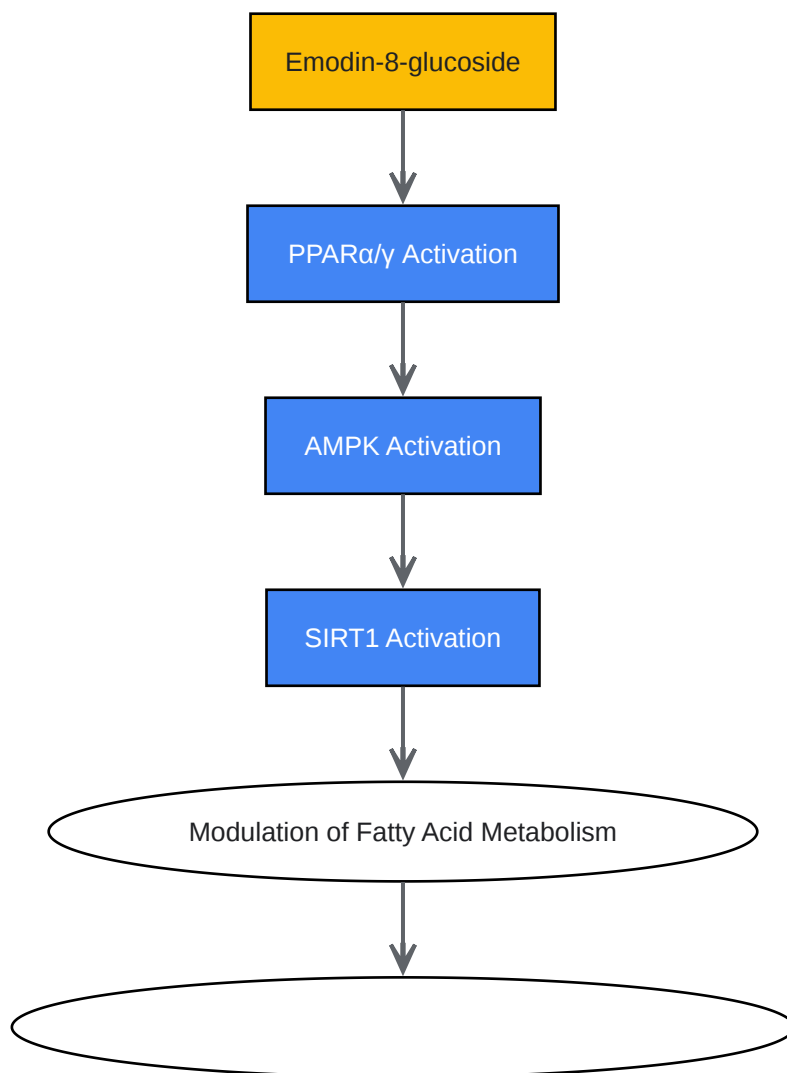 Emodin-8-glucoside
PPARα/γ Activation
AMPK Activation
SIRT1 Activation
Modulation of Fatty Acid Metabolism